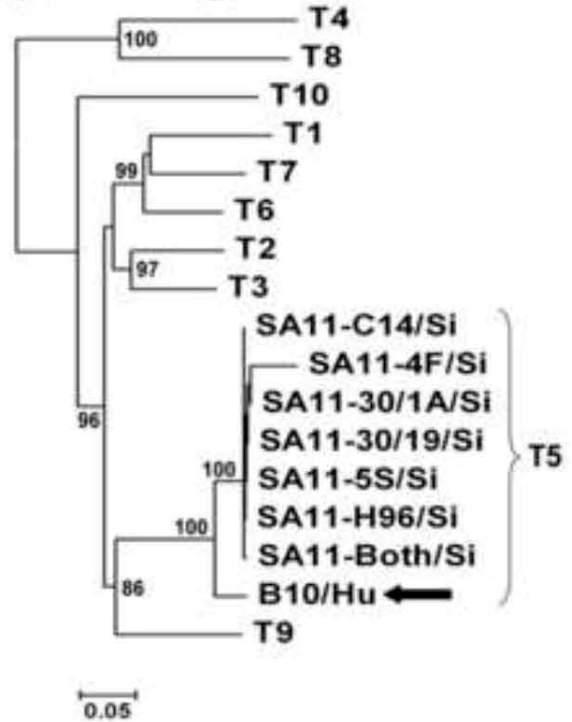 T4
100
T8
T10
T1
99
T7
T6
T2
97
T3
SA11-C14/Si
SA11-4F/Si
SA11-30/1A/Si
SA11-30/19/Si
T5
100
SA11-5S/Si
SA11-H96/Si
96
100
SA11-Both/Si
86
B10/Hu
T9
0.05